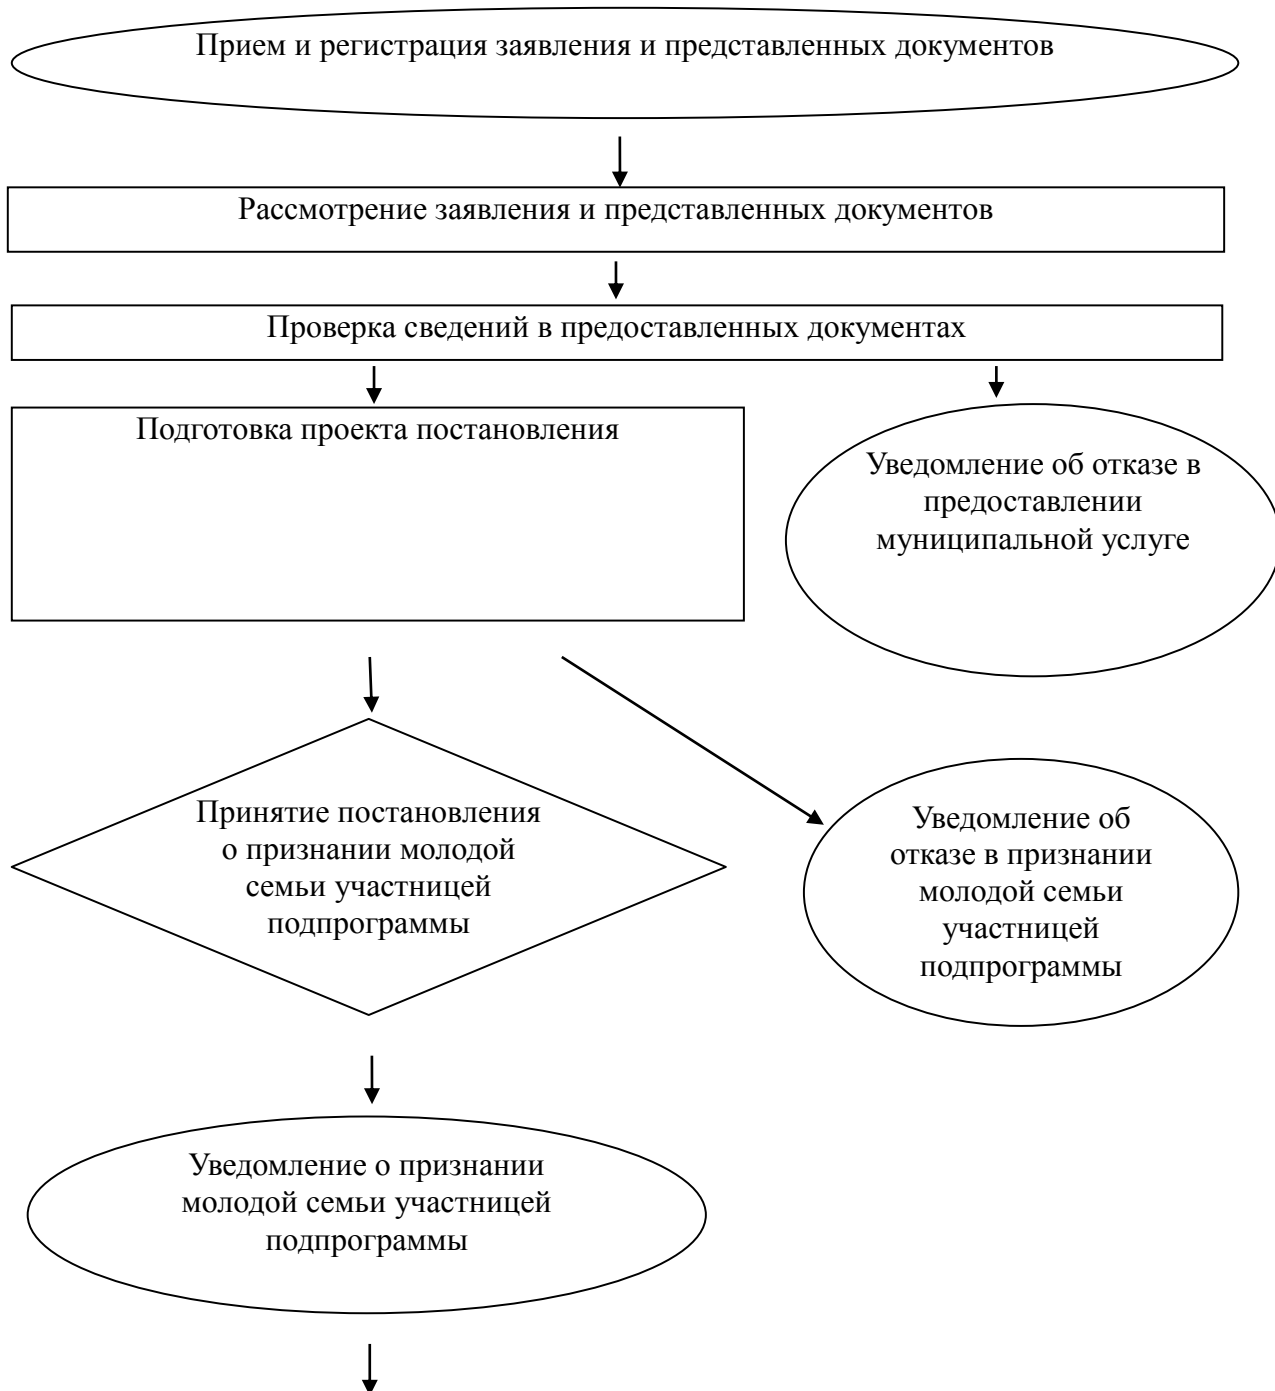 Прием и регистрация заявления и представленных документов
Рассмотрение заявления и представленных документов
Проверка сведений в предоставленных документах
Подготовка проекта постановления
Уведомление об отказе в
предоставлении
муниципальной услуге
Принятие постановления
о признании молодой
семьи участницей
подпрограммы
Уведомление об
отказе в признании
молодой семьи
участницей
подпрограммы
Уведомление о признании
молодой семьи участницей
подпрограммы